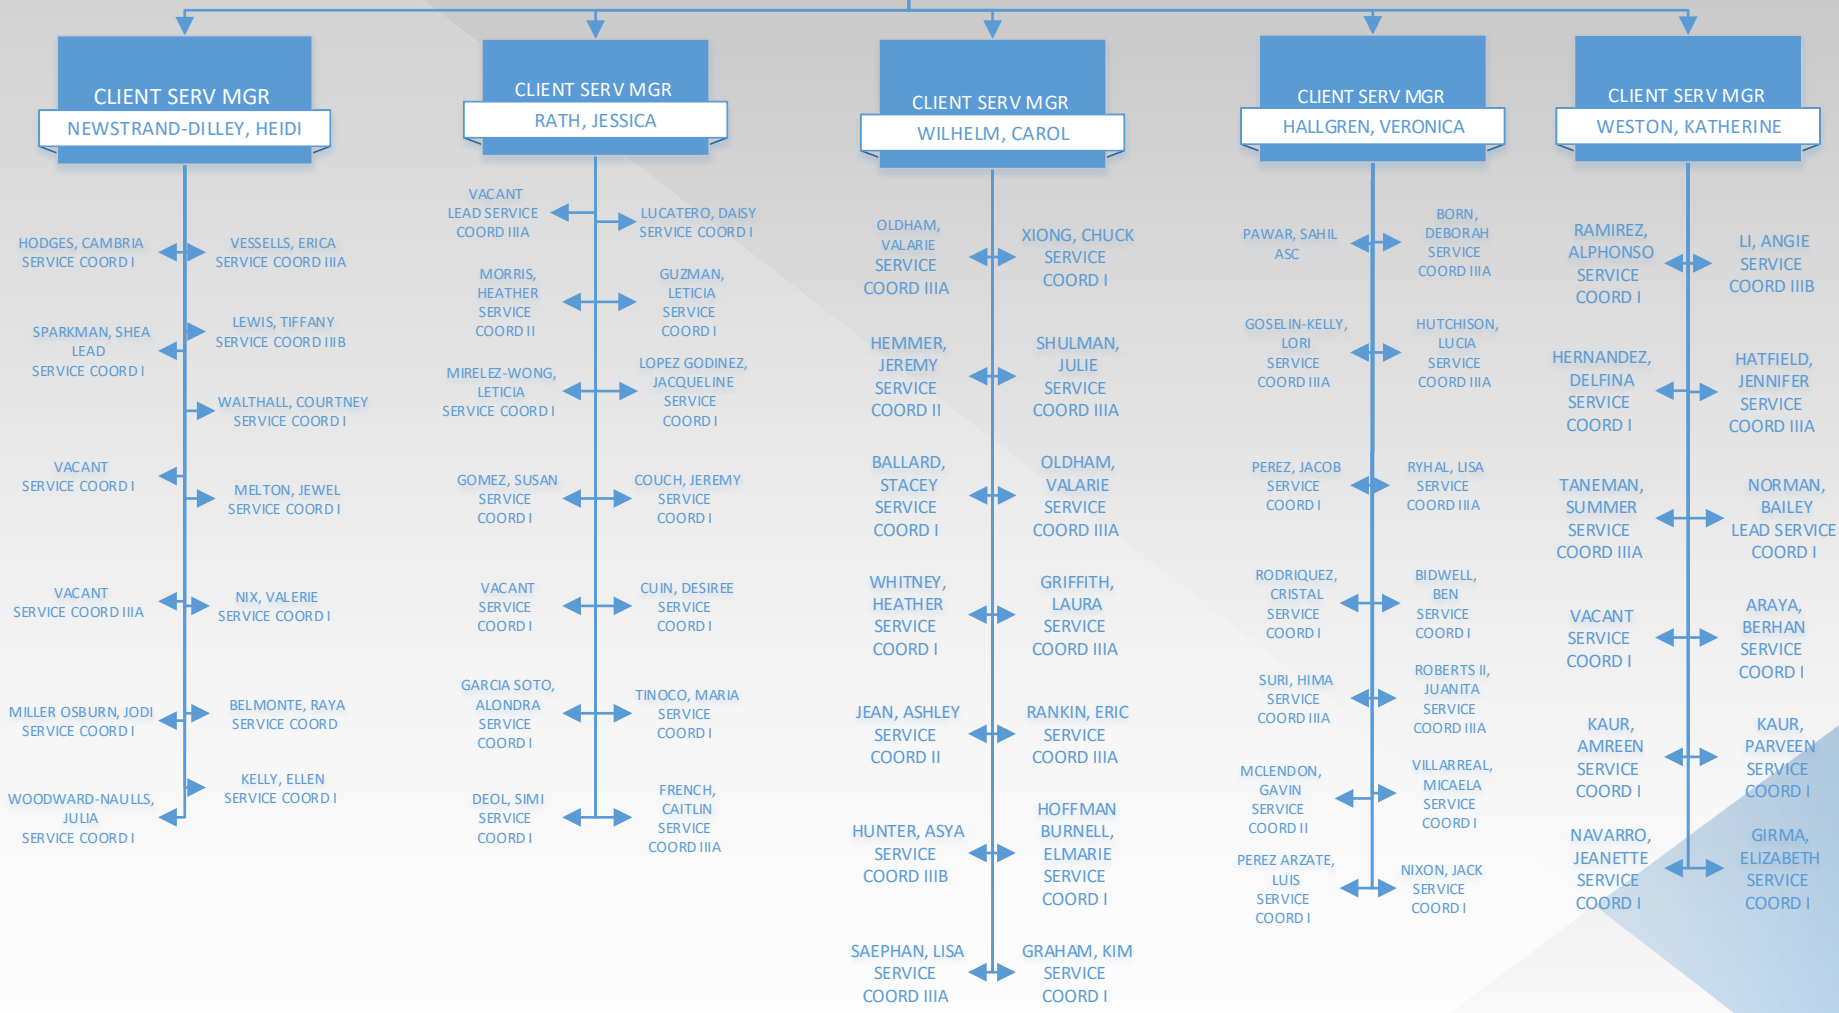 CLIENT SERV MGR
NEWSTRAND-DILLEY, HEIDI
HODGES, CAMBRIA
SERVICE COORD I
VESSELLS, ERICA
SERVICE COORD IIIA
SPARKMAN, SHEA
LEAD
SERVICE COORD I
LEWIS, TIFFANY
SERVICE COORD IIIB
WALTHALL, COURTNEY
SERVICE COORD I
VACANT
SERVICE COORD I
MELTON, JEWEL
SERVICE COORD I
VACANT
SERVICE COORD IIIA
NIX, VALERIE
SERVICE COORD I
MILLER OSBURN, JODI
SERVICE COORD I
BELMONTE, RAYA
SERVICE COORD
KELLY, ELLEN
SERVICE COORD I
WOODWARD-NAULLS,
JULIA
SERVICE COORD I
CLIENT SERV MGR
RATH, JESSICA
VACANT
LEAD SERVICE
COORD IIIA
LUCATERO, DAISY
SERVICE COORD I
MORRIS,
HEATHER
SERVICE
COORD II
GUZMAN,
LETICIA
SERVICE
COORD I
MIRELEZ-WONG,
LETICIA
SERVICE COORD I
LOPEZ GODINEZ,
JACQUELINE
SERVICE
COORD I
GOMEZ, SUSAN
SERVICE
COORD I
COUCH, JEREMY
SERVICE
COORD I
VACANT
SERVICE
COORD I
CUIN, DESIREE
SERVICE
COORD I
GARCIA SOTO,
ALONDRA
SERVICE
COORD I
TINOCO, MARIA
SERVICE
COORD I
DEOL, SIMI
SERVICE
COORD I
FRENCH,
CAITLIN
SERVICE
COORD IIIA
CLIENT SERV MGR
WILHELM, CAROL
OLDHAM,
VALARIE
SERVICE
COORD IIIA
XIONG, CHUCK
SERVICE
COORD I
HEMMER,
JEREMY
SERVICE
COORD II
SHULMAN,
JULIE
SERVICE
COORD IIIA
BALLARD,
STACEY
SERVICE
COORD I
OLDHAM,
VALARIE
SERVICE
COORD IIIA
WHITNEY,
HEATHER
SERVICE
COORD I
GRIFFITH,
LAURA
SERVICE
COORD IIIA
JEAN, ASHLEY
SERVICE
COORD II
RANKIN, ERIC
SERVICE
COORD IIIA
HUNTER, ASYA
SERVICE
COORD IIIB
HOFFMAN
BURNELL,
ELMARIE
SERVICE
COORD I
SAEPHAN, LISA
SERVICE
COORD IIIA
GRAHAM, KIM
SERVICE
COORD I
CLIENT SERV MGR
HALLGREN, VERONICA
PAWAR, SAHIL
ASC
BORN,
DEBORAH
SERVICE
COORD IIIA
GOSELIN-KELLY,
LORI
SERVICE
COORD IIIA
HUTCHISON,
LUCIA
SERVICE
COORD IIIA
PEREZ, JACOB
SERVICE
COORD I
RYHAL, LISA
SERVICE
COORD IIIA
RODRIQUEZ,
CRISTAL
SERVICE
COORD I
BIDWELL,
BEN
SERVICE
COORD I
SURI, HIMA
SERVICE
COORD IIIA
ROBERTS II,
JUANITA
SERVICE
COORD IIIA
MCLENDON,
GAVIN
SERVICE
COORD II
VILLARREAL,
MICAELA
SERVICE
COORD I
PEREZ ARZATE,
LUIS
SERVICE
COORD I
NIXON, JACK
SERVICE
COORD I
CLIENT SERV MGR
WESTON, KATHERINE
RAMIREZ,
ALPHONSO
SERVICE
COORD I
LI, ANGIE
SERVICE
COORD IIIB
HERNANDEZ,
DELFINA
SERVICE
COORD I
HATFIELD,
JENNIFER
SERVICE
COORD IIIA
TANEMAN,
SUMMER
SERVICE
COORD IIIA
NORMAN,
BAILEY
LEAD SERVICE
COORD I
VACANT
SERVICE
COORD I
ARAYA,
BERHAN
SERVICE
COORD I
KAUR,
AMREEN
SERVICE
COORD I
KAUR,
PARVEEN
SERVICE
COORD I
NAVARRO,
JEANETTE
SERVICE
COORD I
GIRMA,
ELIZABETH
SERVICE
COORD I